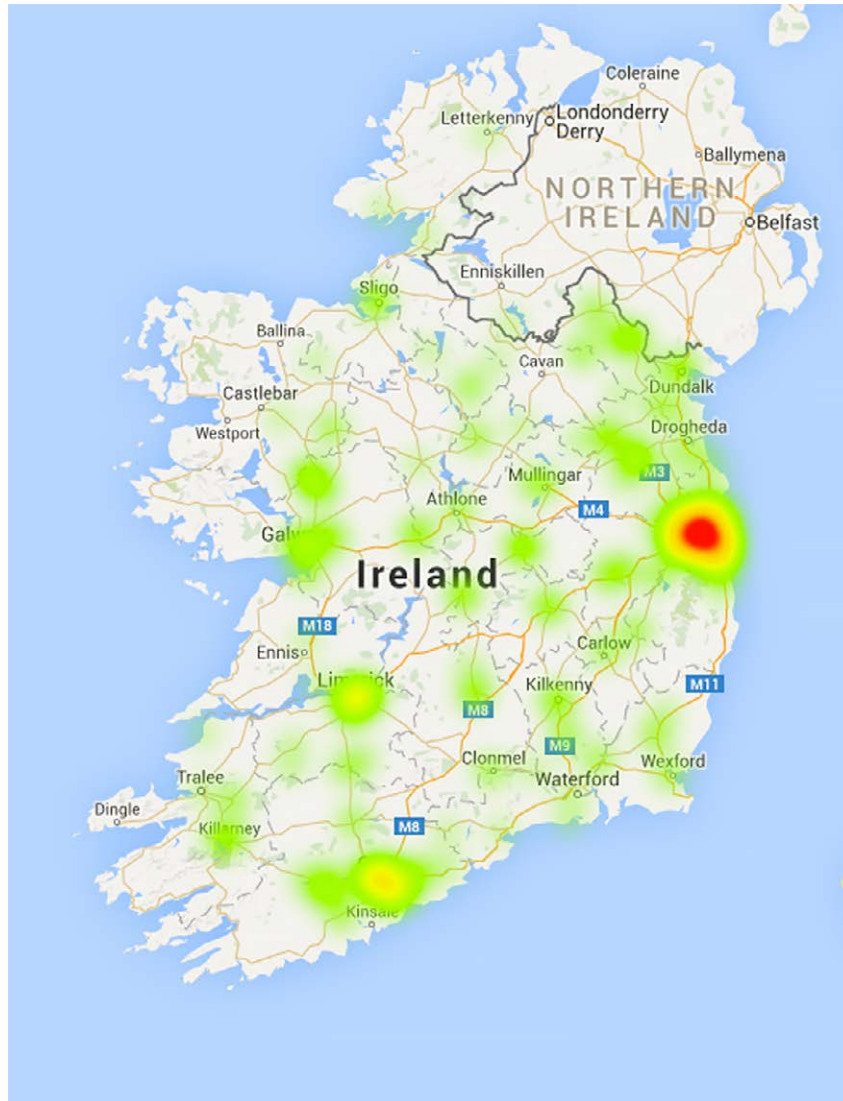 Coleraine
Londonderry
Derry
Letterkenny
Ballymena
NORTHERN
IRELAND
Belfast
Enniskillen
Sligo
Ballina
Cavan
Dundalk
Castlebar
Westport
Drogheda
M3
Mullingar
Athlone
M4
Ireland
M18
Ennis
Carlow
M11
Kilkenny
M8
M9
Clonmel
Wexford
Tralee
Waterford
Dingle
Killarney
M8
Kinsale